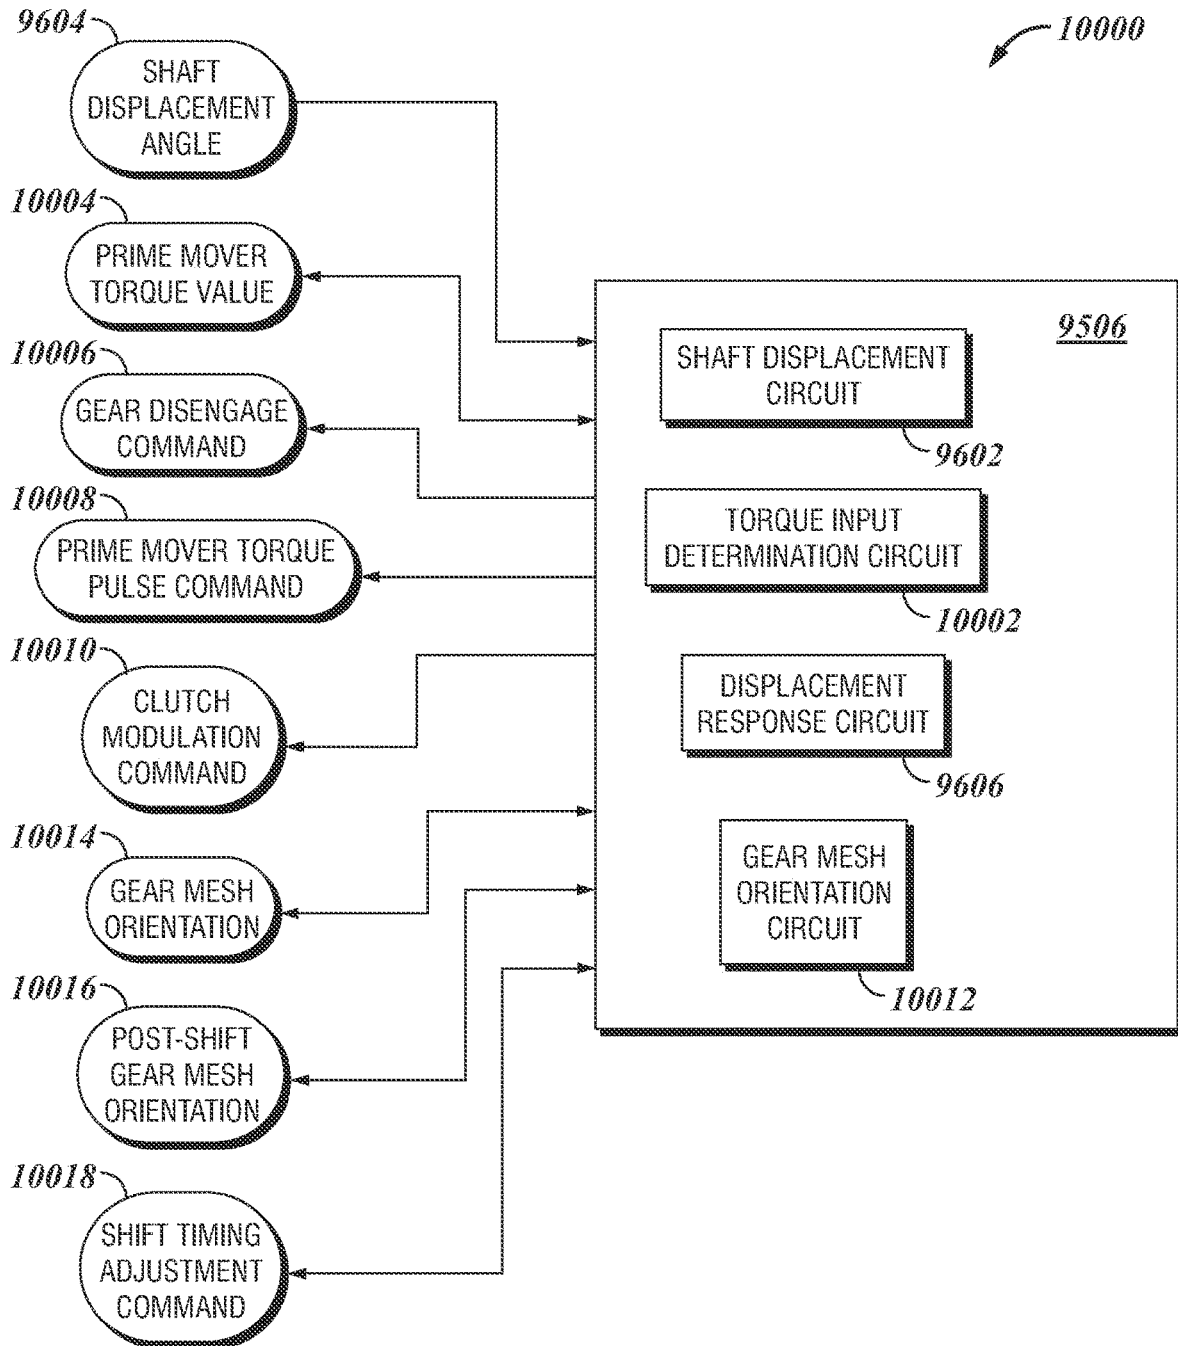 9604
10000
SHAFT
DISPLACEMENT
ANGLE
10004
PRIME MOVER
TORQUE VALUE
10006
GEAR DISENGAGE
COMMAND
10008
PRIME MOVER TORQUE
PULSE COMMAND
10010
CLUTCH
MODULATION
COMMAND
10014
GEAR MESH
ORIENTATION
10016
POST-SHIFT
GEAR MESH
ORIENTATION
10018
SHIFT TIMING
ADJUSTMENT
COMMAND
9506
SHAFT DISPLACEMENT
CIRCUIT
9602
TORQUE INPUT
DETERMINATION CIRCUIT
10002
DISPLACEMENT
RESPONSE CIRCUIT
9606
GEAR MESH
ORIENTATION
CIRCUIT
10012